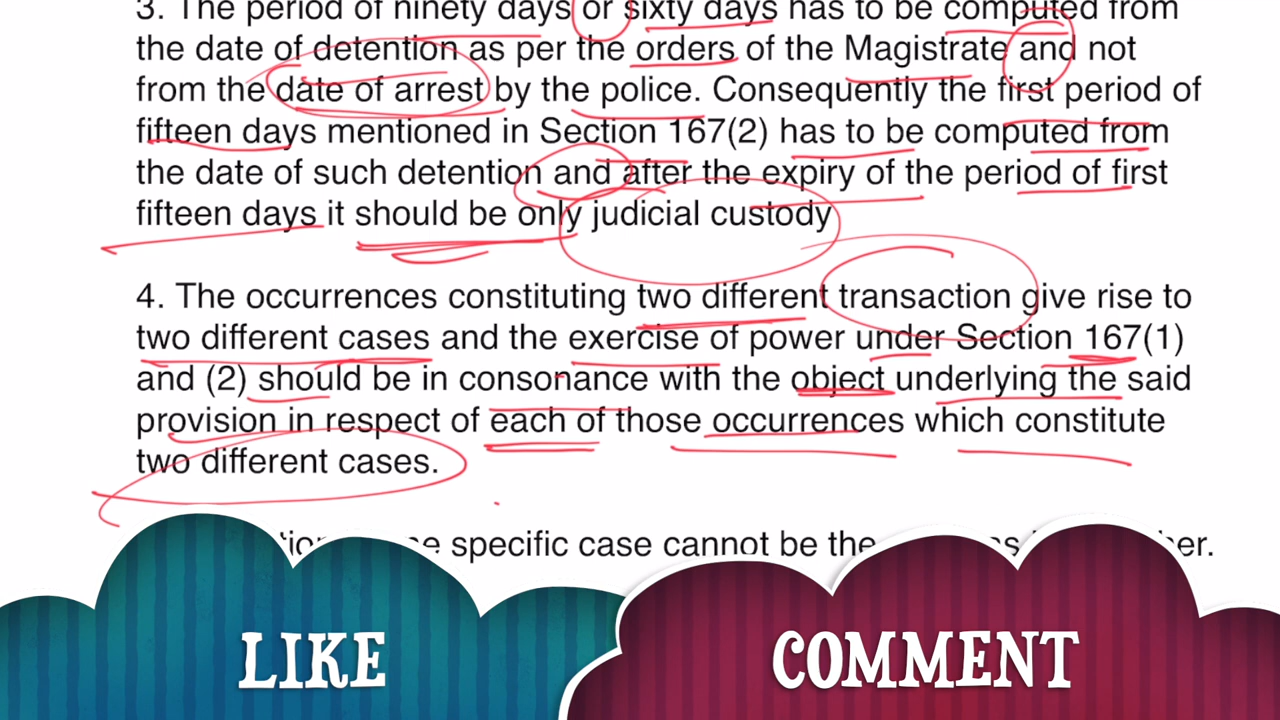 3. The period of ninety days or sixty days has to be computed from
the date of detention as per the orders of the Magistrate and not
from the date of arrest by the police. Consequently the first period of
fifteen days mentioned in Section 167(2) has to be computed from
the date of such detention and after the expiry of the period of first
fifteen days it should be only judicial custody
4. The occurrences constituting two different transaction give rise to
two different cases and the exercise of power under Section 167(1)
and (2) should be in consonance with the object underlying the said
provision in respect of each of those occurrences which constitute
two different cases.
specific case cannot be the
LIKE
COMMENT